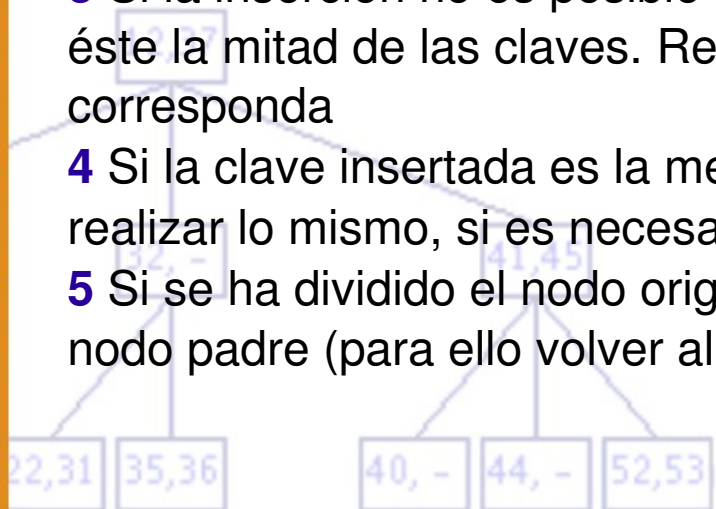 éste la mitad de las claves. Re
corresponda
4 Si la clave insertada es la me
realizar lo mismo, si es necesa
32, -
41,45
5 Si se ha dividido el nodo orig
nodo padre (para ello volver al
22,31
35,36
40, -
44, -
52,53